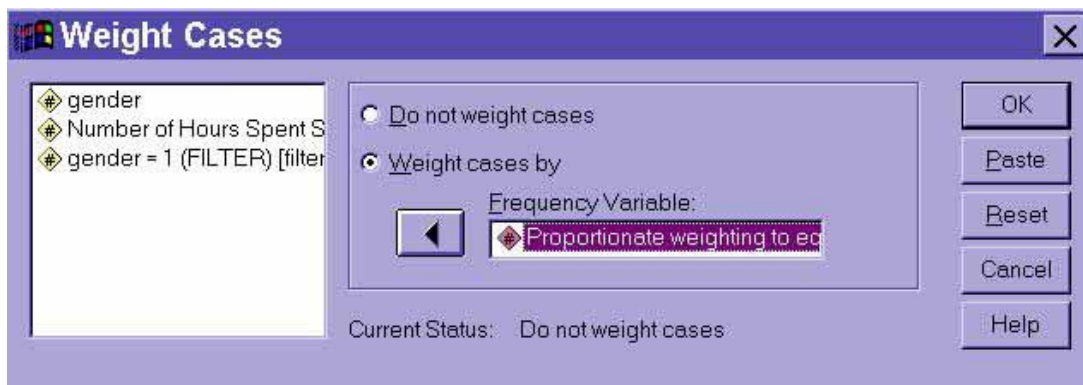 Weight Cases
gender
Number of Hours Spent S
gender = 1 (FILTER) [filter
Do not weight cases
Weight cases by
Frequency Variable:
Proportionate weighting to eq
Current Status: Do not weight cases
OK
Paste
Reset
Cancel
Help